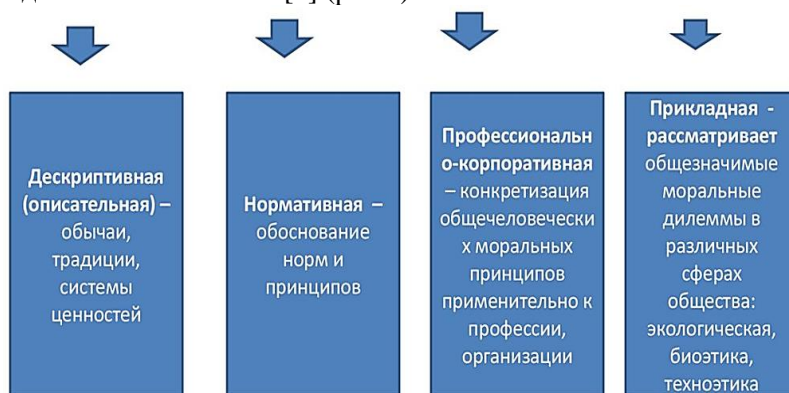 Дескриптивная
(описательная) –
обычаи,
традиции,
системы
ценностей
Нормативная –
обоснование
норм и
принципов
Профессиональн
о-корпоративная
– конкретизация
общечеловечески
х моральных
принципов
применительно к
профессии,
организации
Прикладная -
рассматривает
общезначимые
моральные
дилеммы в
различных
сферах
общества:
экологическая,
биоэтика,
техноэтика